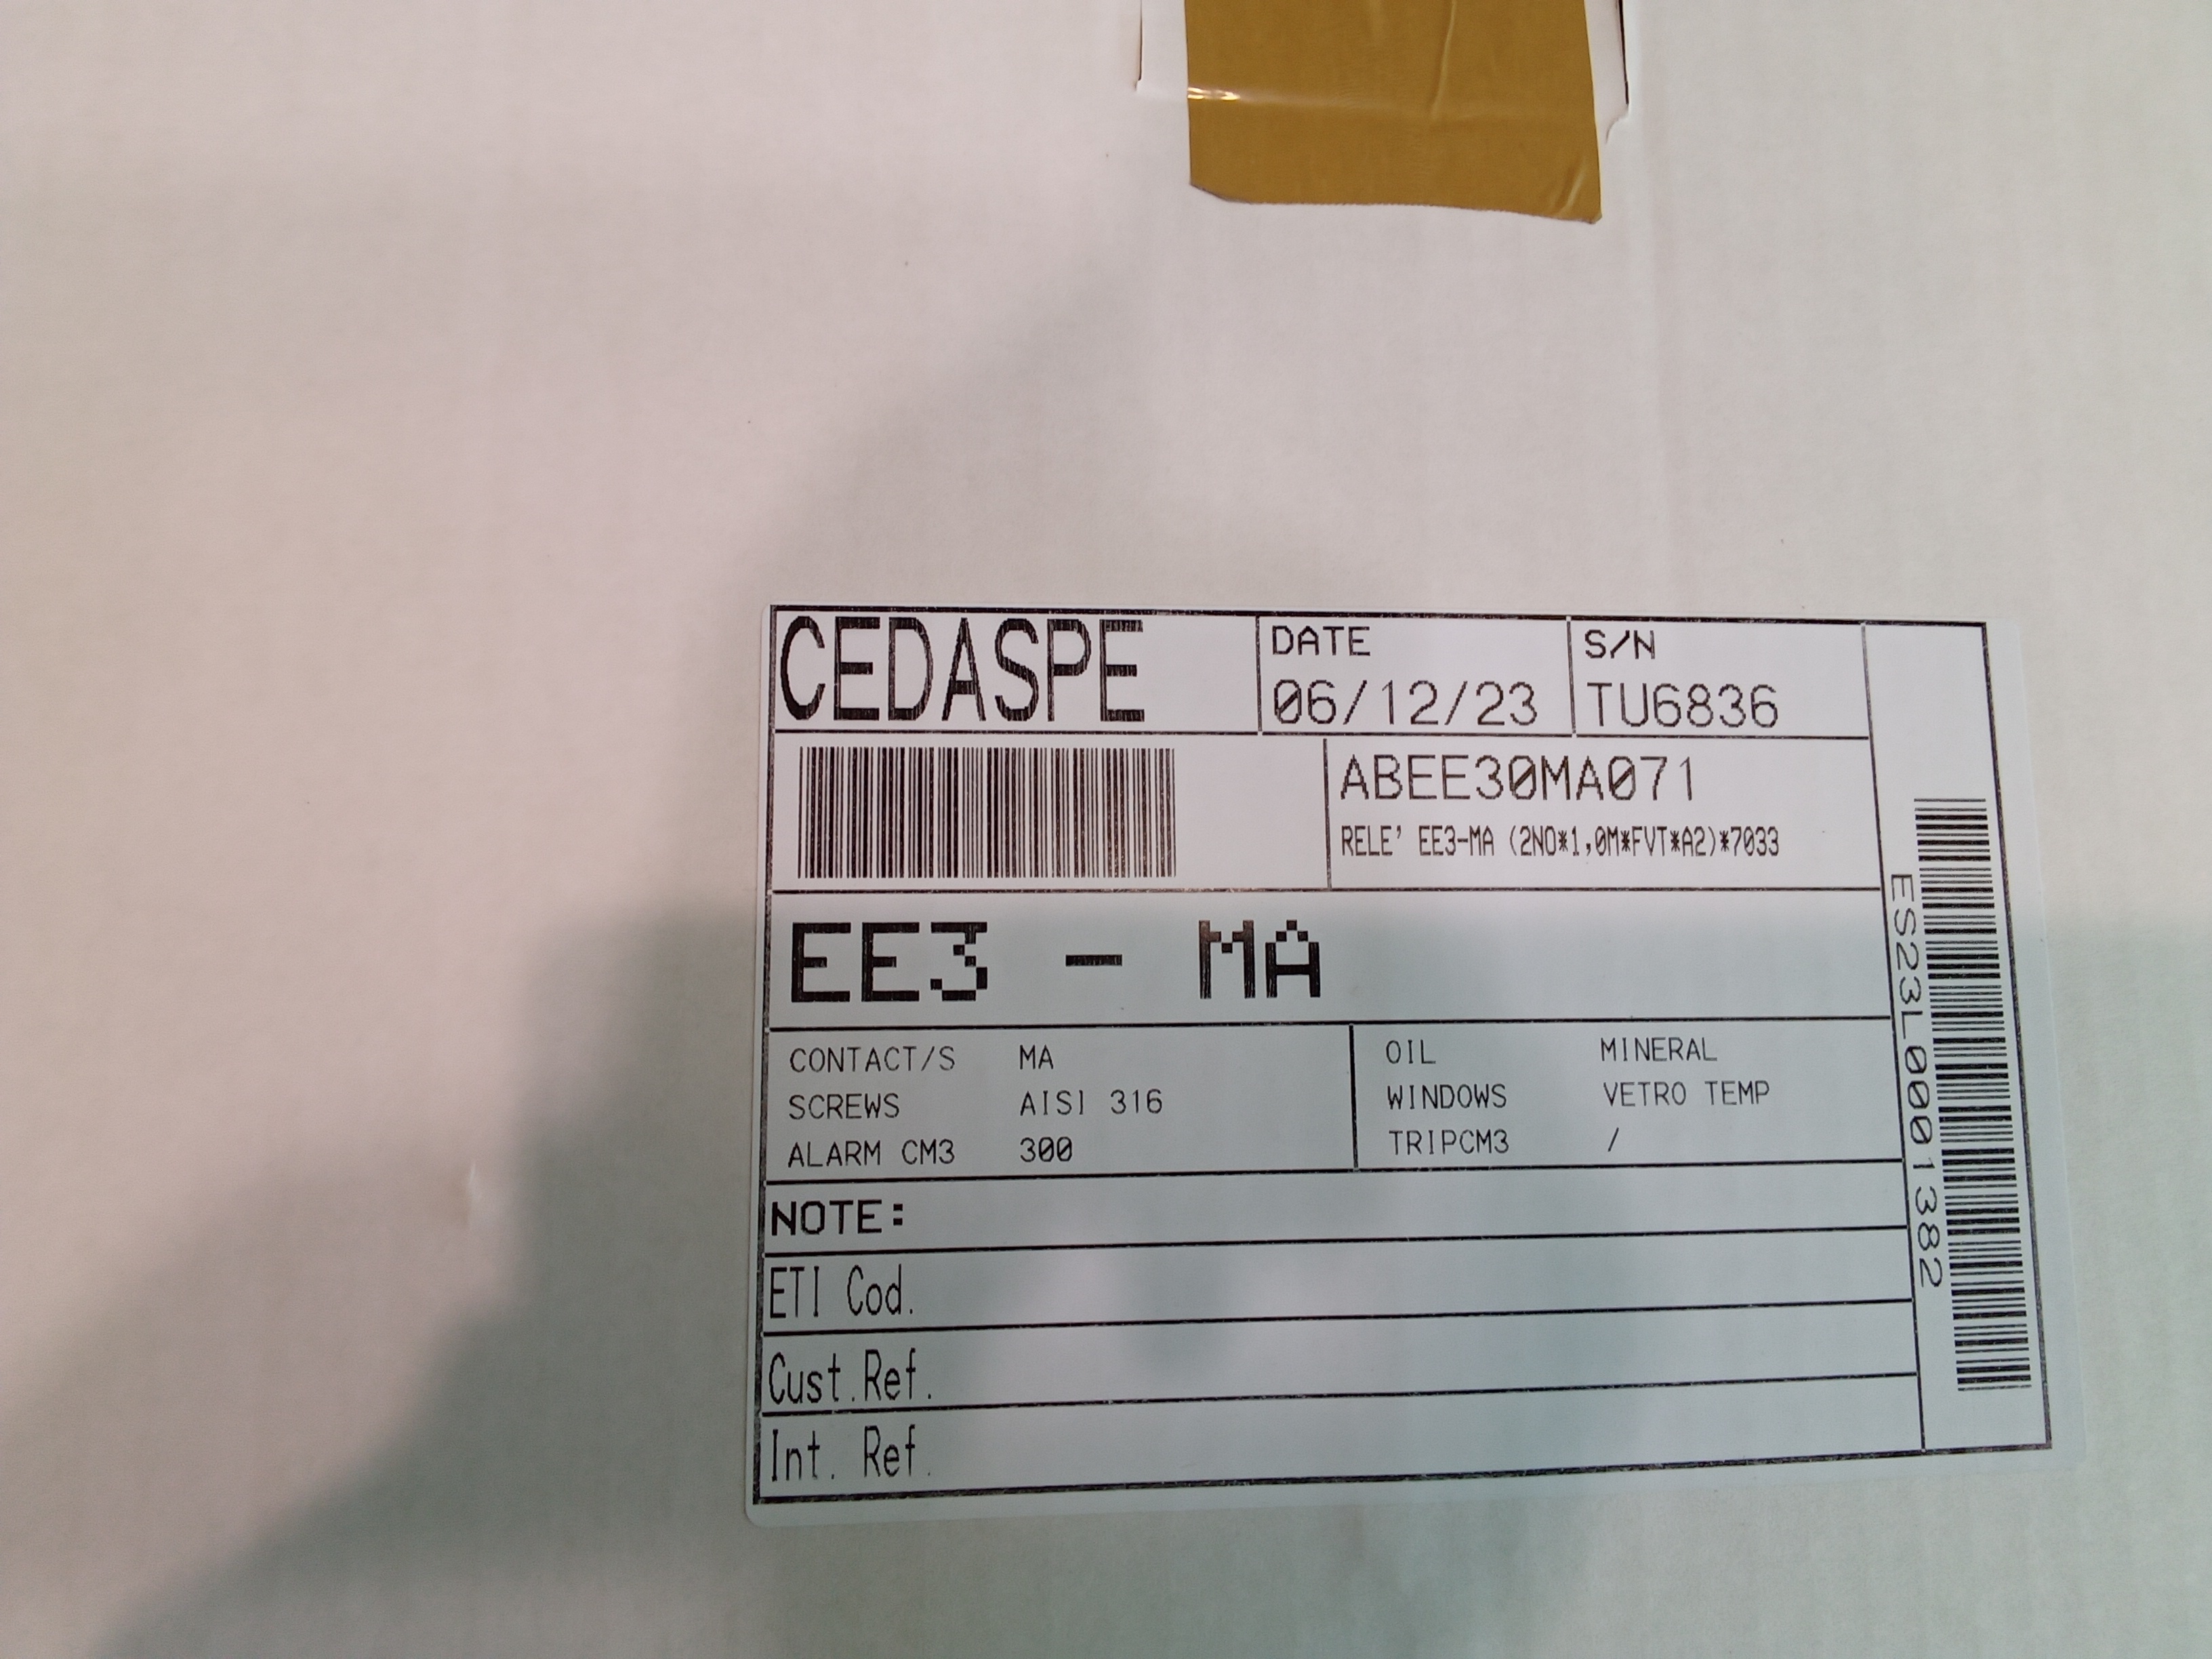 CEDASPE
DATE
06/12/23
S/N
TU6836
ABEE30MA071
RELE' EE3-MA (2NO*1,0M*FVT*A2)*7033
EE3 - MA
CONTACT/S MA
SCREWS AISI 316
ALARM CM3 300
OIL MINERAL
WINDOWS VETRO TEMP
TRIPCM3 /
NOTE:
ETI Cod.
Cust.Ref.
Int. Ref.
ES23L0001382